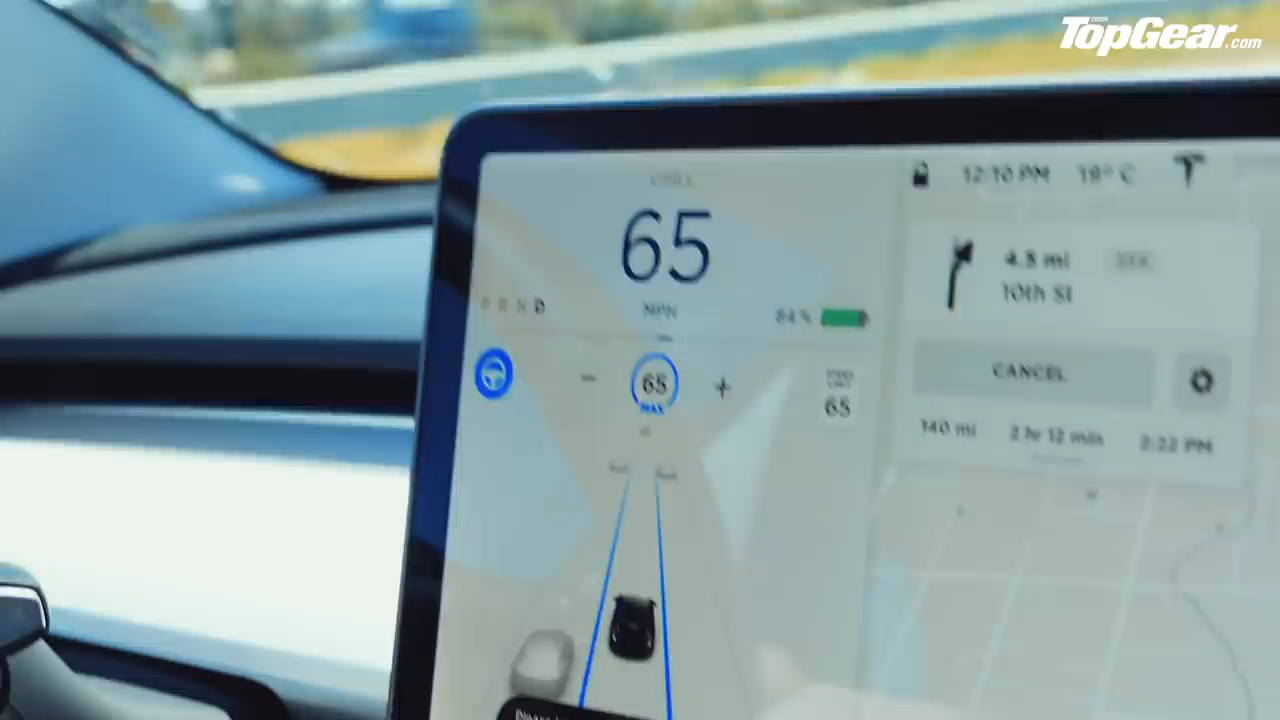 TopGear.com
CHILL
65
MPH
P R N D
84 %
12:10 PM 19° C
4.5 mi
10th St
CANCEL
140 mi 2 hr 12 min 2:22 PM
65
MAX
65